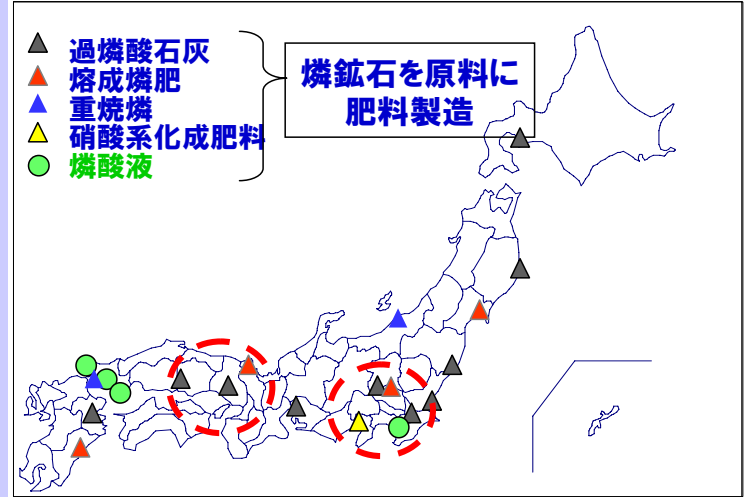 過燐酸石灰
熔成燐肥
重焼燐
硝酸系化成肥料
燐酸液
燐鉱石を原料に
肥料製造